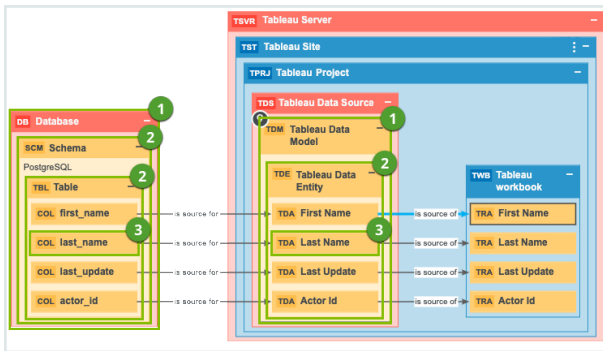 TSVR Tableau Server
TST Tableau Site
TPRJ Tableau Project
TDS Tableau Data Source
1
DB Database
2
SCM Schema
PostgreSQL
2
TBL Table
COL first_name
3
COL last_name
COL last_update
COL actor_id
is source for
is source for
is source for
is source for
1
TDM Tableau Data
Model
2
TDE Tableau Data
Entity
TDA First Name
3
TDA Last Name
TDA Last Update
TDA Actor Id
is source of
is source of
is source of
is source of
TWB Tableau
workbook
TRA First Name
TRA Last Name
TRA Last Update
TRA Actor Id